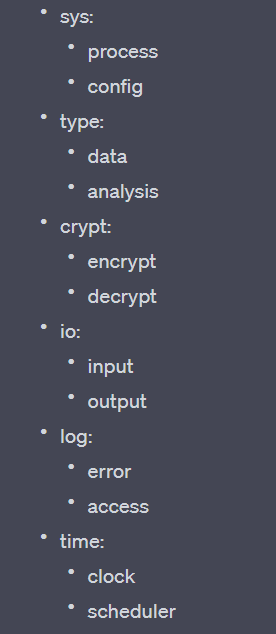 • sys:
• process
• config
• type:
• data
• analysis
• crypt:
• encrypt
• decrypt
• io:
• input
• output
• log:
• error
• access
• time:
• clock
• scheduler